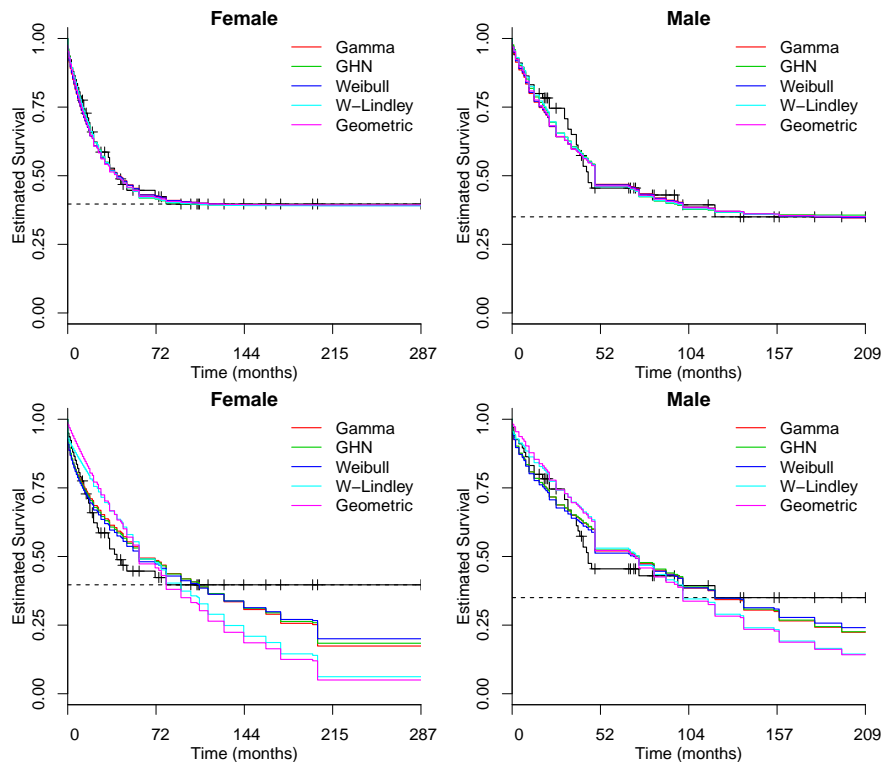 Female
Estimated Survival
1.00
0.75
0.50
0.25
0.00
Gamma
GHN
Weibull
W−Lindley
Geometric
0 72 144 215 287
Time (months)
Male
Estimated Survival
1.00
0.75
0.50
0.25
0.00
Gamma
GHN
Weibull
W−Lindley
Geometric
0 52 104 157 209
Time (months)
Female
Estimated Survival
1.00
0.75
0.50
0.25
0.00
Gamma
GHN
Weibull
W−Lindley
Geometric
0 72 144 215 287
Time (months)
Male
Estimated Survival
1.00
0.75
0.50
0.25
0.00
Gamma
GHN
Weibull
W−Lindley
Geometric
0 52 104 157 209
Time (months)